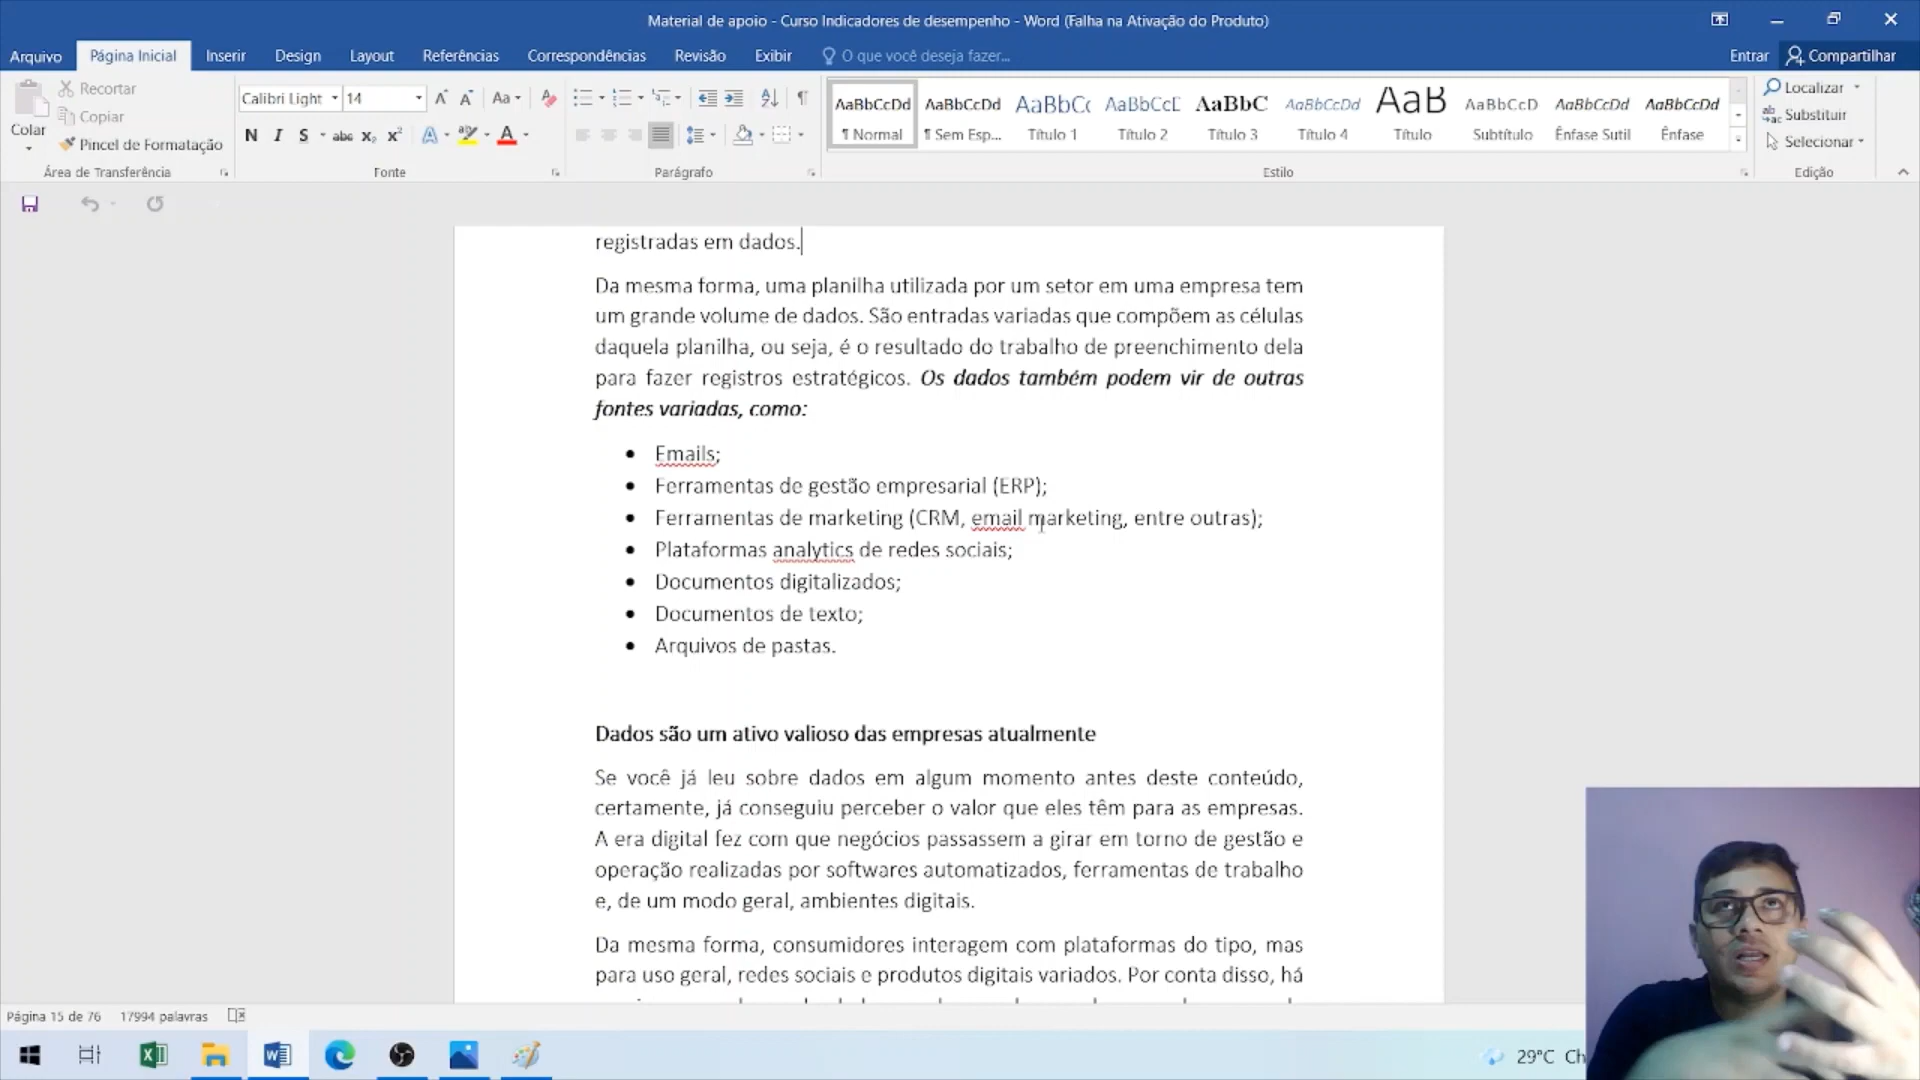 Material de apoio - Curso Indicadores de desempenho - Word (Falha na Ativação do Produto)
Arquivo Página Inicial Inserir Design Layout Referências Correspondências Revisão Exibir O que você deseja fazer... Entrar Compartilhar
Colar
Recortar
Copiar
Pincel de Formatação
Área de Transferência
Calibri Light 14 Aa
N I S abc x₂ x² A A
Fonte
Parágrafo
AaBbCcDd AaBbCcDd AaBbCc AaBbCcC AaBbC AaBbCcDd AaB AaBbCcD AaBbCcDd AaBbCcDd
¶ Normal ¶ Sem Esp... Título 1 Título 2 Título 3 Título 4 Título Subtítulo Ênfase Sutil Ênfase
Estilo
Localizar
Substituir
Selecionar
Edição
registradas em dados.
Da mesma forma, uma planilha utilizada por um setor em uma empresa tem
um grande volume de dados. São entradas variadas que compõem as células
daquela planilha, ou seja, é o resultado do trabalho de preenchimento dela
para fazer registros estratégicos. Os dados também podem vir de outras
fontes variadas, como:
• Emails;
• Ferramentas de gestão empresarial (ERP);
• Ferramentas de marketing (CRM, email marketing, entre outras);
• Plataformas analytics de redes sociais;
• Documentos digitalizados;
• Documentos de texto;
• Arquivos de pastas.
Dados são um ativo valioso das empresas atualmente
Se você já leu sobre dados em algum momento antes deste conteúdo,
certamente, já conseguiu perceber o valor que eles têm para as empresas.
A era digital fez com que negócios passassem a girar em torno de gestão e
operação realizadas por softwares automatizados, ferramentas de trabalho
e, de um modo geral, ambientes digitais.
Da mesma forma, consumidores interagem com plataformas do tipo, mas
para uso geral, redes sociais e produtos digitais variados. Por conta disso, há
Página 15 de 76 17994 palavras
29°C Ch